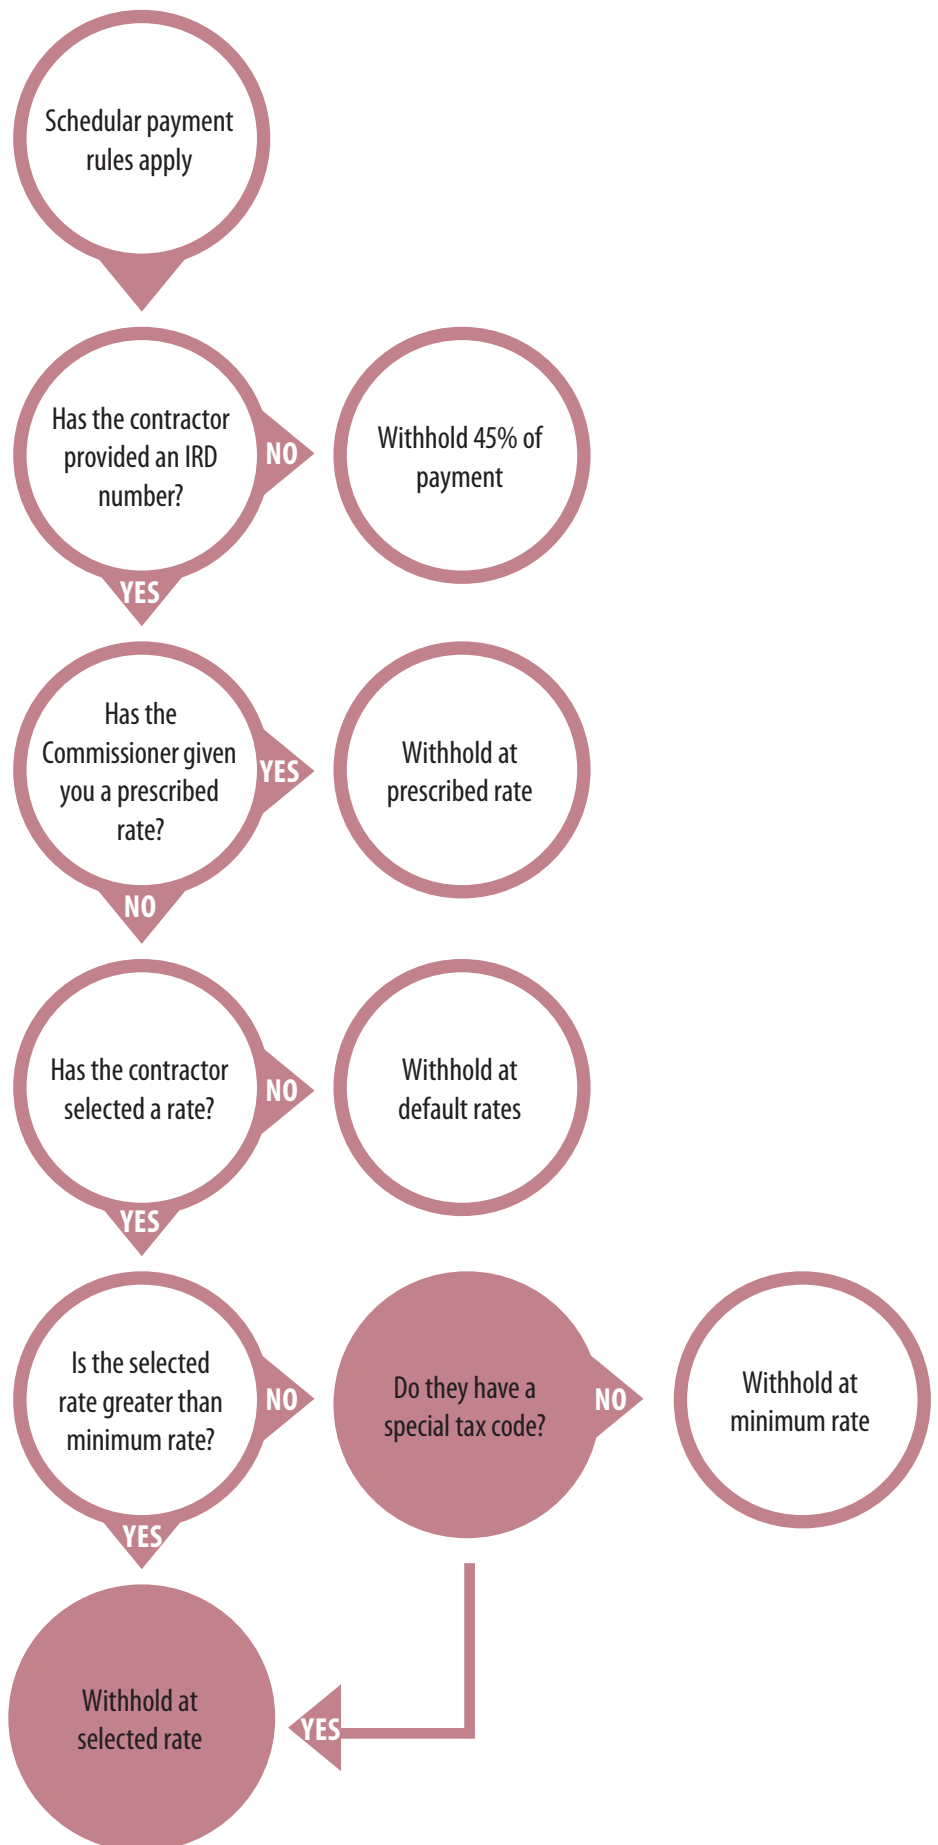 Schedular payment
rules apply
Has the contractor
provided an IRD
number?
NO
Withhold 45% of
payment
YES
Has the
Commissioner given
you a prescribed
rate?
YES
Withhold at
prescribed rate
NO
Has the contractor
selected a rate?
NO
Withhold at
default rates
YES
Is the selected
rate greater than
minimum rate?
NO
Do they have a
special tax code?
NO
Withhold at
minimum rate
YES
Withhold at
selected rate
YES